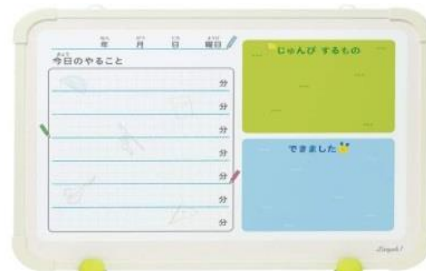 年 月 日 曜日
今日のやること
分
分
分
分
分
分
分
じゅんび するもの
できました